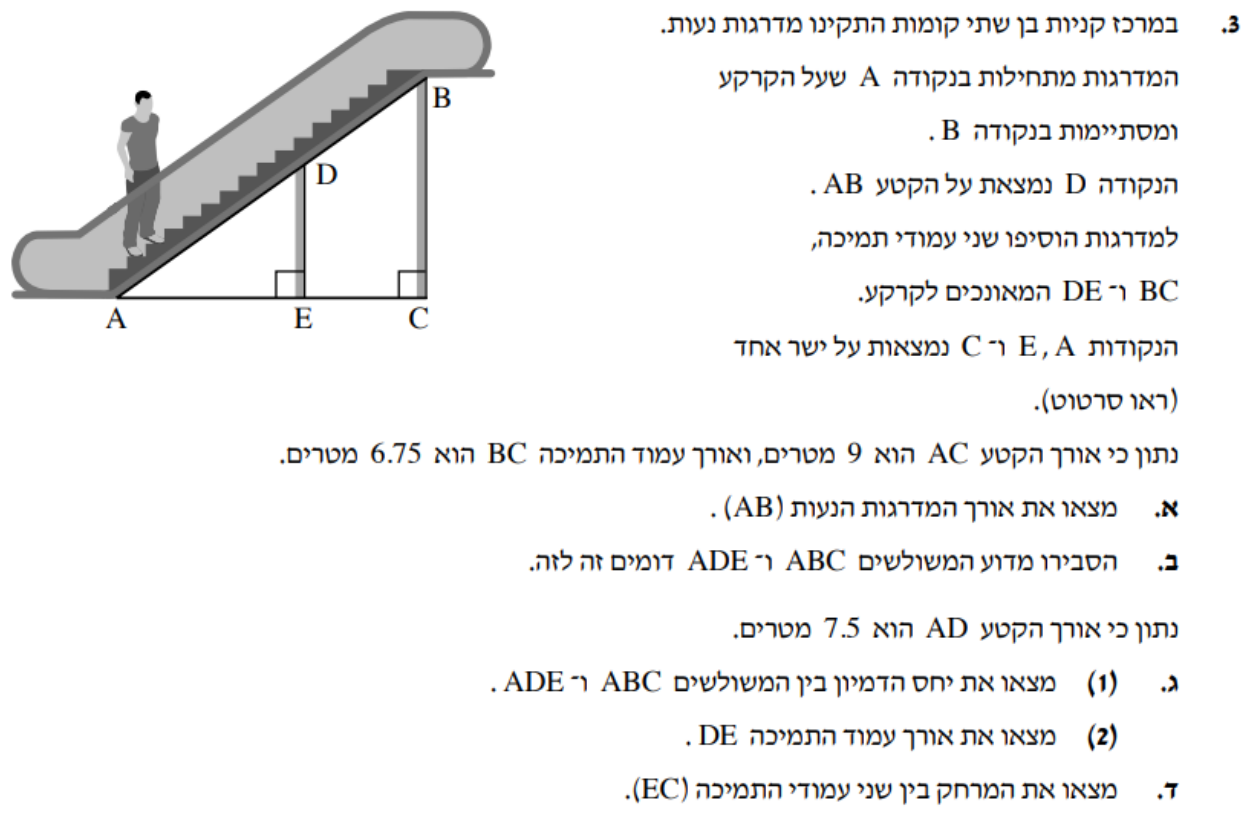 3. במרכז קניות בן שתי קומות התקינו מדרגות נעות.
המדרגות מתחילות בנקודה A שעל הקרקע
ומסתיימות בנקודה B .
הנקודה D נמצאת על הקטע AB .
למדרגות הוסיפו שני עמודי תמיכה,
BC ו־ DE המאונכים לקרקע.
הנקודות E , A ו־ C נמצאות על ישר אחד
(ראו סרטוט).
B
D
A
E
C
נתון כי אורך הקטע AC הוא 9 מטרים, ואורך עמוד התמיכה BC הוא 6.75 מטרים.
א. מצאו את אורך המדרגות הנעות (AB) .
ב. הסבירו מדוע המשולשים ABC ו־ ADE דומים זה לזה.
נתון כי אורך הקטע AD הוא 7.5 מטרים.
ג. (1) מצאו את יחס הדמיון בין המשולשים ABC ו־ ADE .
(2) מצאו את אורך עמוד התמיכה DE .
ד. מצאו את המרחק בין שני עמודי התמיכה (EC).